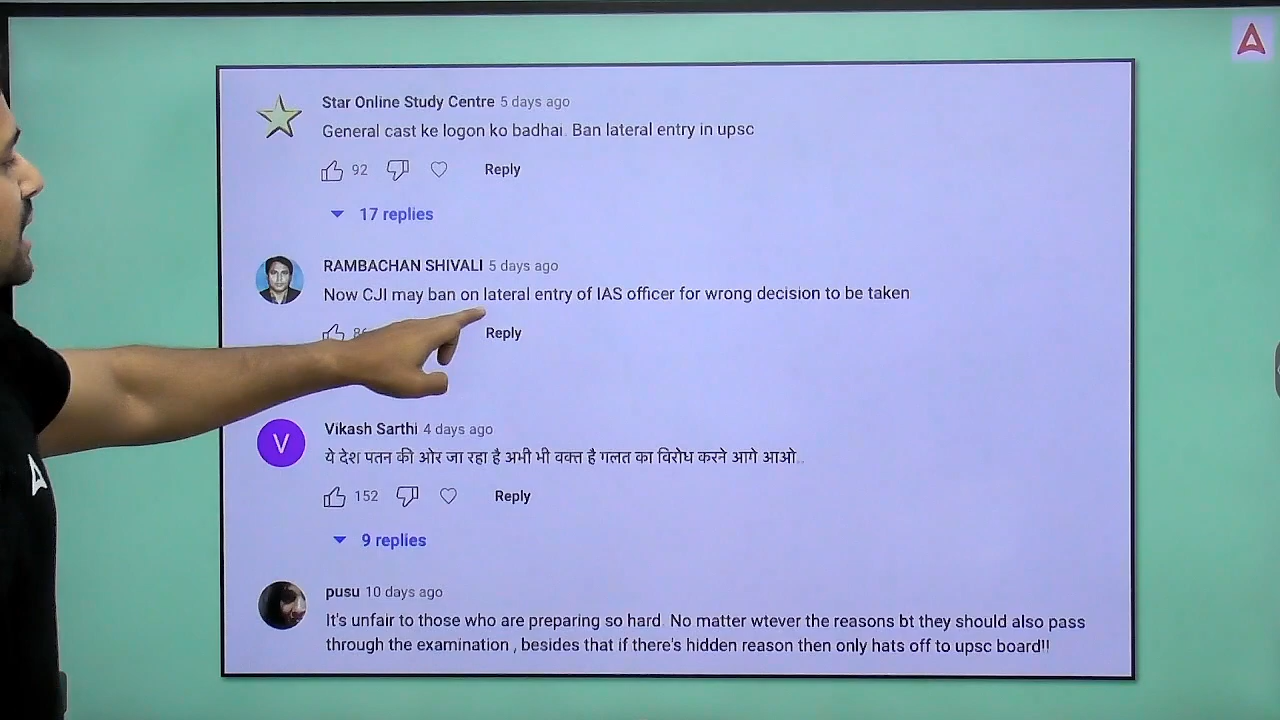 Star Online Study Centre 5 days ago
General cast ke logon ko badhai. Ban lateral entry in upsc
92 Reply
17 replies
RAMBACHAN SHIVALI 5 days ago
Now CJI may ban on lateral entry of IAS officer for wrong decision to be taken
Reply
Vikash Sarthi 4 days ago
ये देश पतन की ओर जा रहा है अभी भी वक्त है गलत का विरोध करने आगे आओ..
152 Reply
9 replies
pusu 10 days ago
It's unfair to those who are preparing so hard. No matter wtever the reasons bt they should also pass
through the examination , besides that if there's hidden reason then only hats off to upsc board!!
V